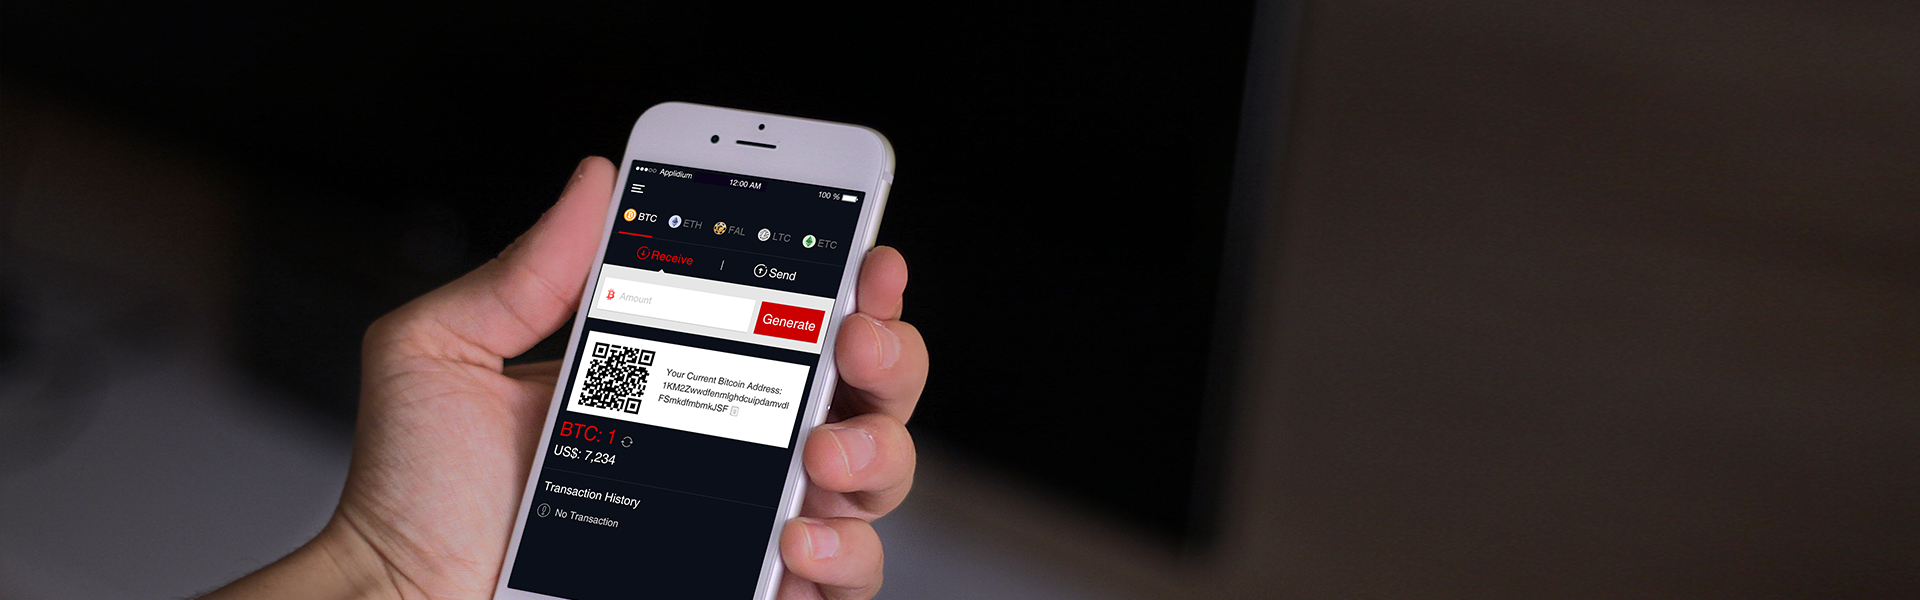 Applidium 12:00 AM 100 %
BTC ETH FAL LTC ETC
Receive | Send
Amount Generate
Your Current Bitcoin Address:
1KM2Zwwdfenmlghdcuipdamvdl
FSmkdfmbmkJSF
BTC: 1
US$: 7,234
Transaction History
No Transaction